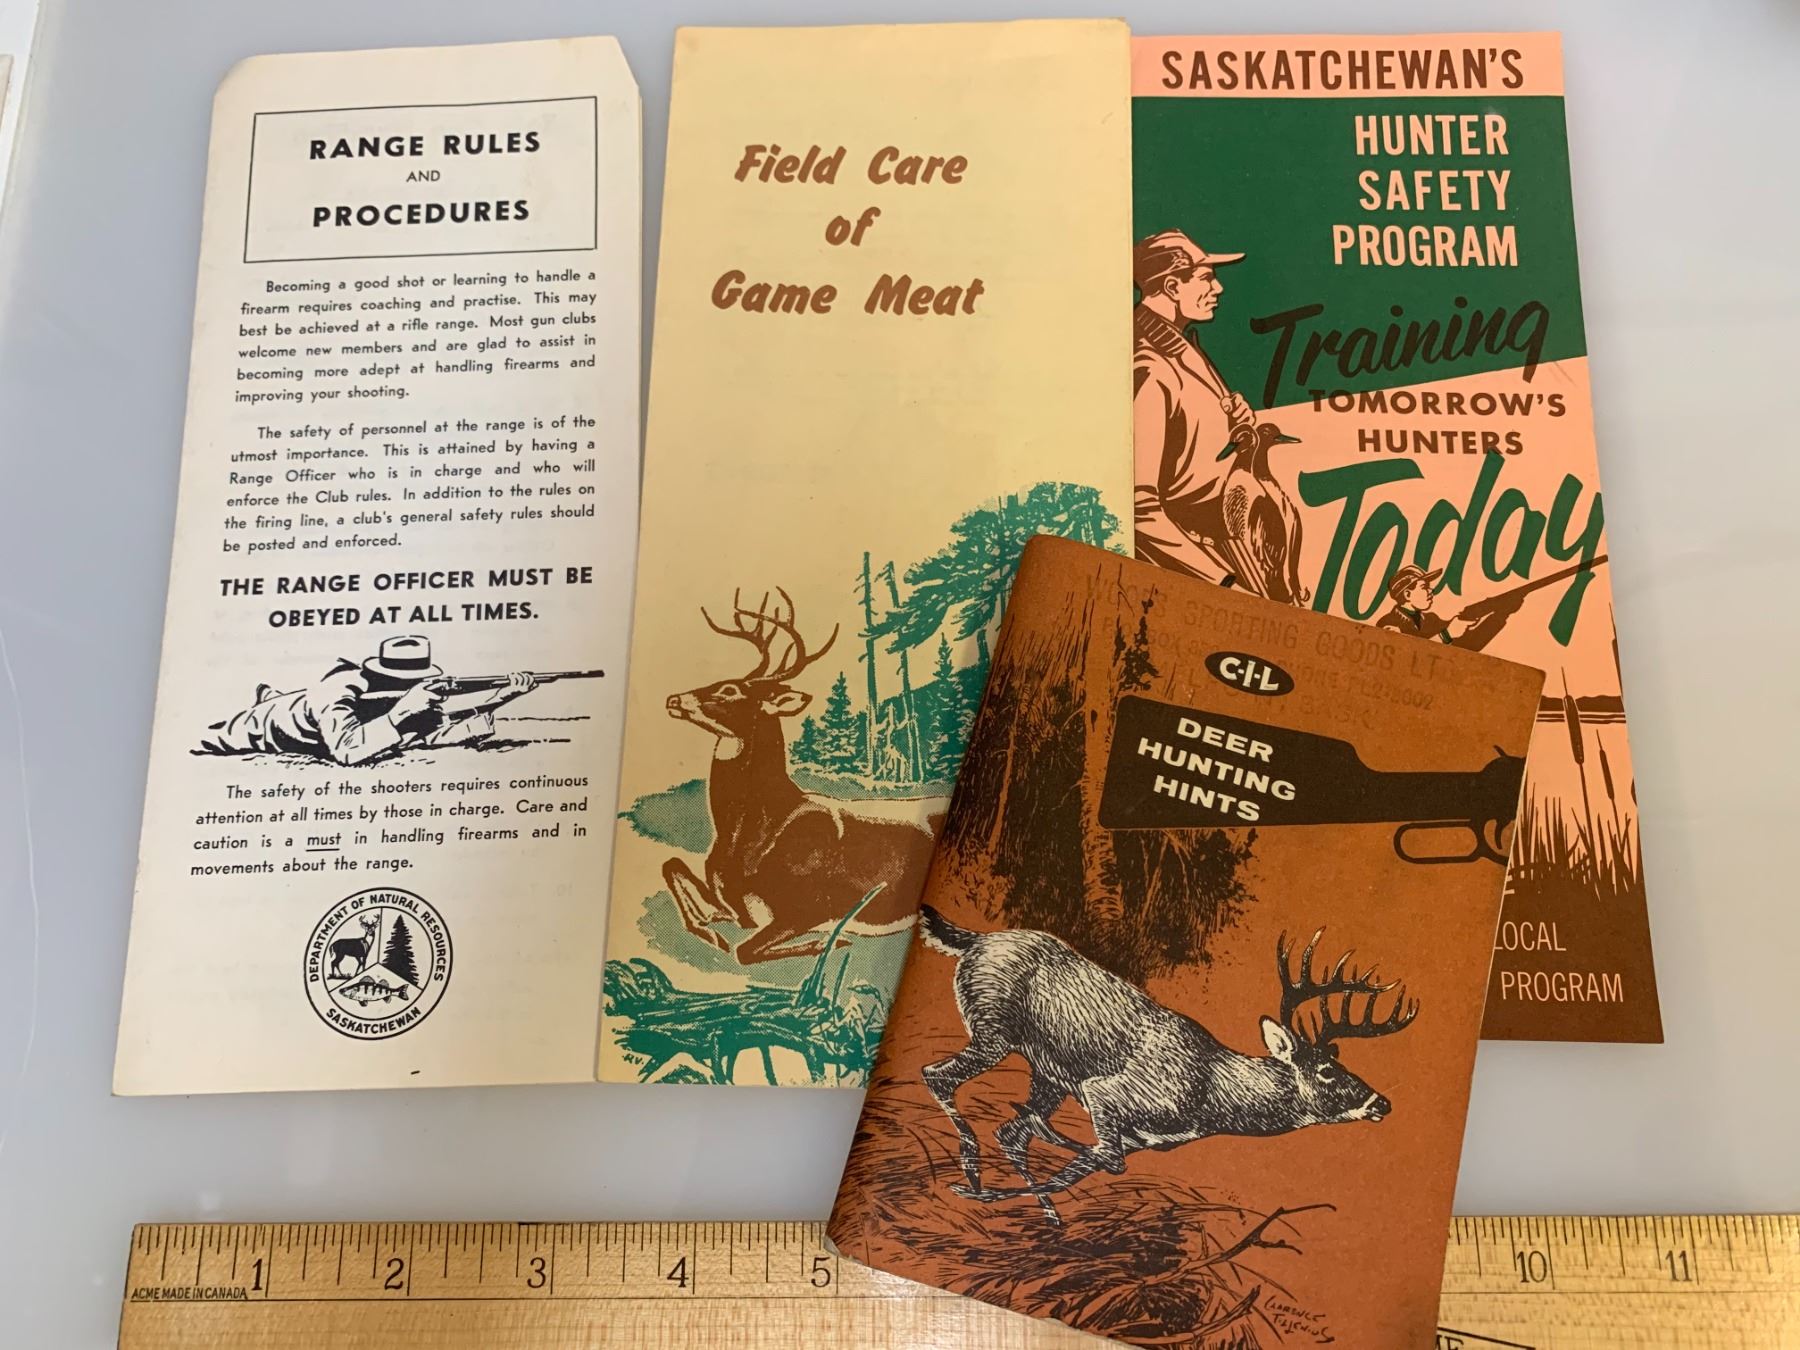 RANGE RULES
AND
PROCEDURES
Becoming a good shot or learning to handle a
firearm requires coaching and practise. This may
best be achieved at a rifle range. Most gun clubs
welcome new members and are glad to assist in
becoming more adept at handling firearms and
improving your shooting.
The safety of personnel at the range is of the
utmost importance. This is attained by having a
Range Officer who is in charge and who will
enforce the Club rules. In addition to the rules on
the firing line, a club's general safety rules should
be posted and enforced.
THE RANGE OFFICER MUST BE
OBEYED AT ALL TIMES.
The safety of the shooters requires continuous
attention at all times by those in charge. Care and
caution is a must in handling firearms and in
movements about the range.
DEPARTMENT OF NATURAL RESOURCES
SASKATCHEWAN
Field Care
of
Game Meat
R.V.
SASKATCHEWAN'S
HUNTER
SAFETY
PROGRAM
Training
TOMORROW'S
HUNTERS
Today
LOCAL
PROGRAM
SPORTING GOODS LT
SASK.
C-I-L
DEER
HUNTING
HINTS
CLARENCE
TILLENIUS
1 2 3 4 5 10 11
ACME MADE IN CANADA